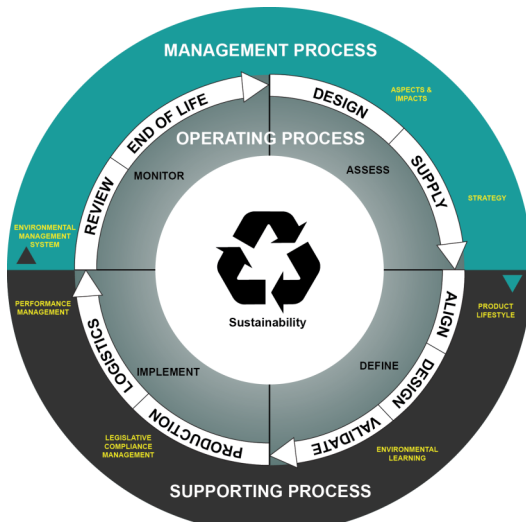 MANAGEMENT PROCESS
ASPECTS &
IMPACTS
END OF LIFE
DESIGN
OPERATING PROCESS
MONITOR
ASSESS
REVIEW
SUPPLY
STRATEGY
ENVIRONMENTAL
MANAGEMENT
SYSTEM
PERFORMANCE
MANAGEMENT
Sustainability
PRODUCT
LIFESTYLE
ALIGN
DESIGN
VALIDATE
LOGISTICS
PRODUCTION
IMPLEMENT
DEFINE
LEGISLATIVE
COMPLIANCE
MANAGEMENT
ENVIRONMENTAL
LEARNING
SUPPORTING PROCESS